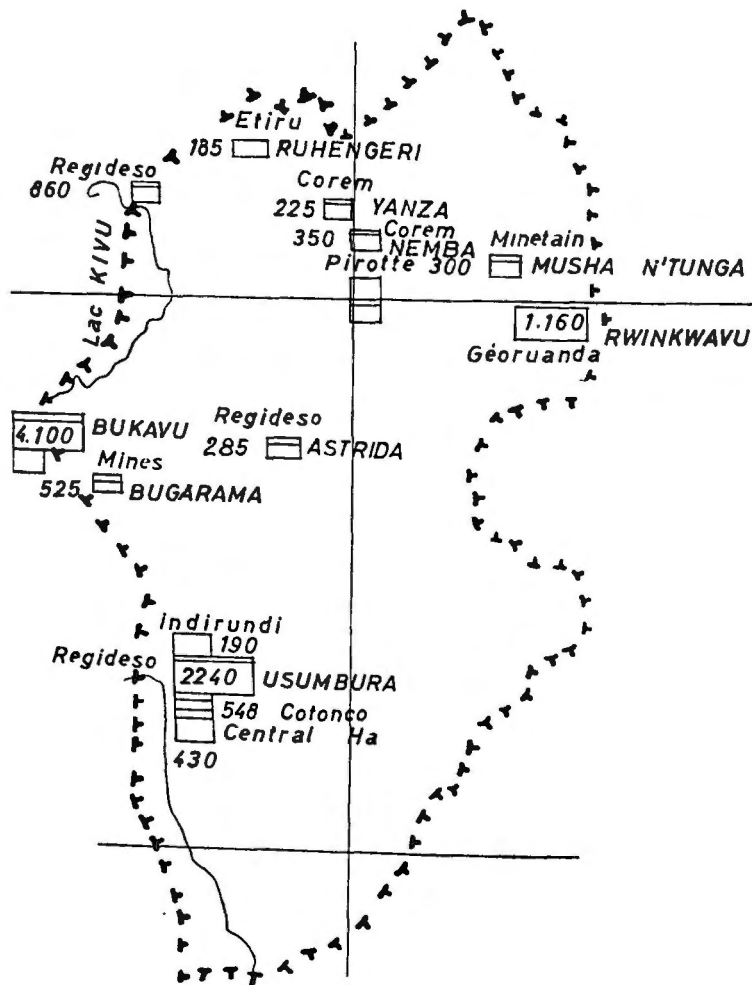 Etiru
185 RUHENGERI
Regideso
860
Corem
225 YANZA
350 Corem
NEMBA
Pirotte 300
Minetain
MUSHA N'TUNGA
Lac KIVU
1.160 RWINKWAVU
Géoruanda
4.100 BUKAVU
Regideso
285 ASTRIDA
Mines
525 BUGARAMA
indirundi
190
Regideso
2240 USUMBURA
548 Cotonco
Central Ha
430